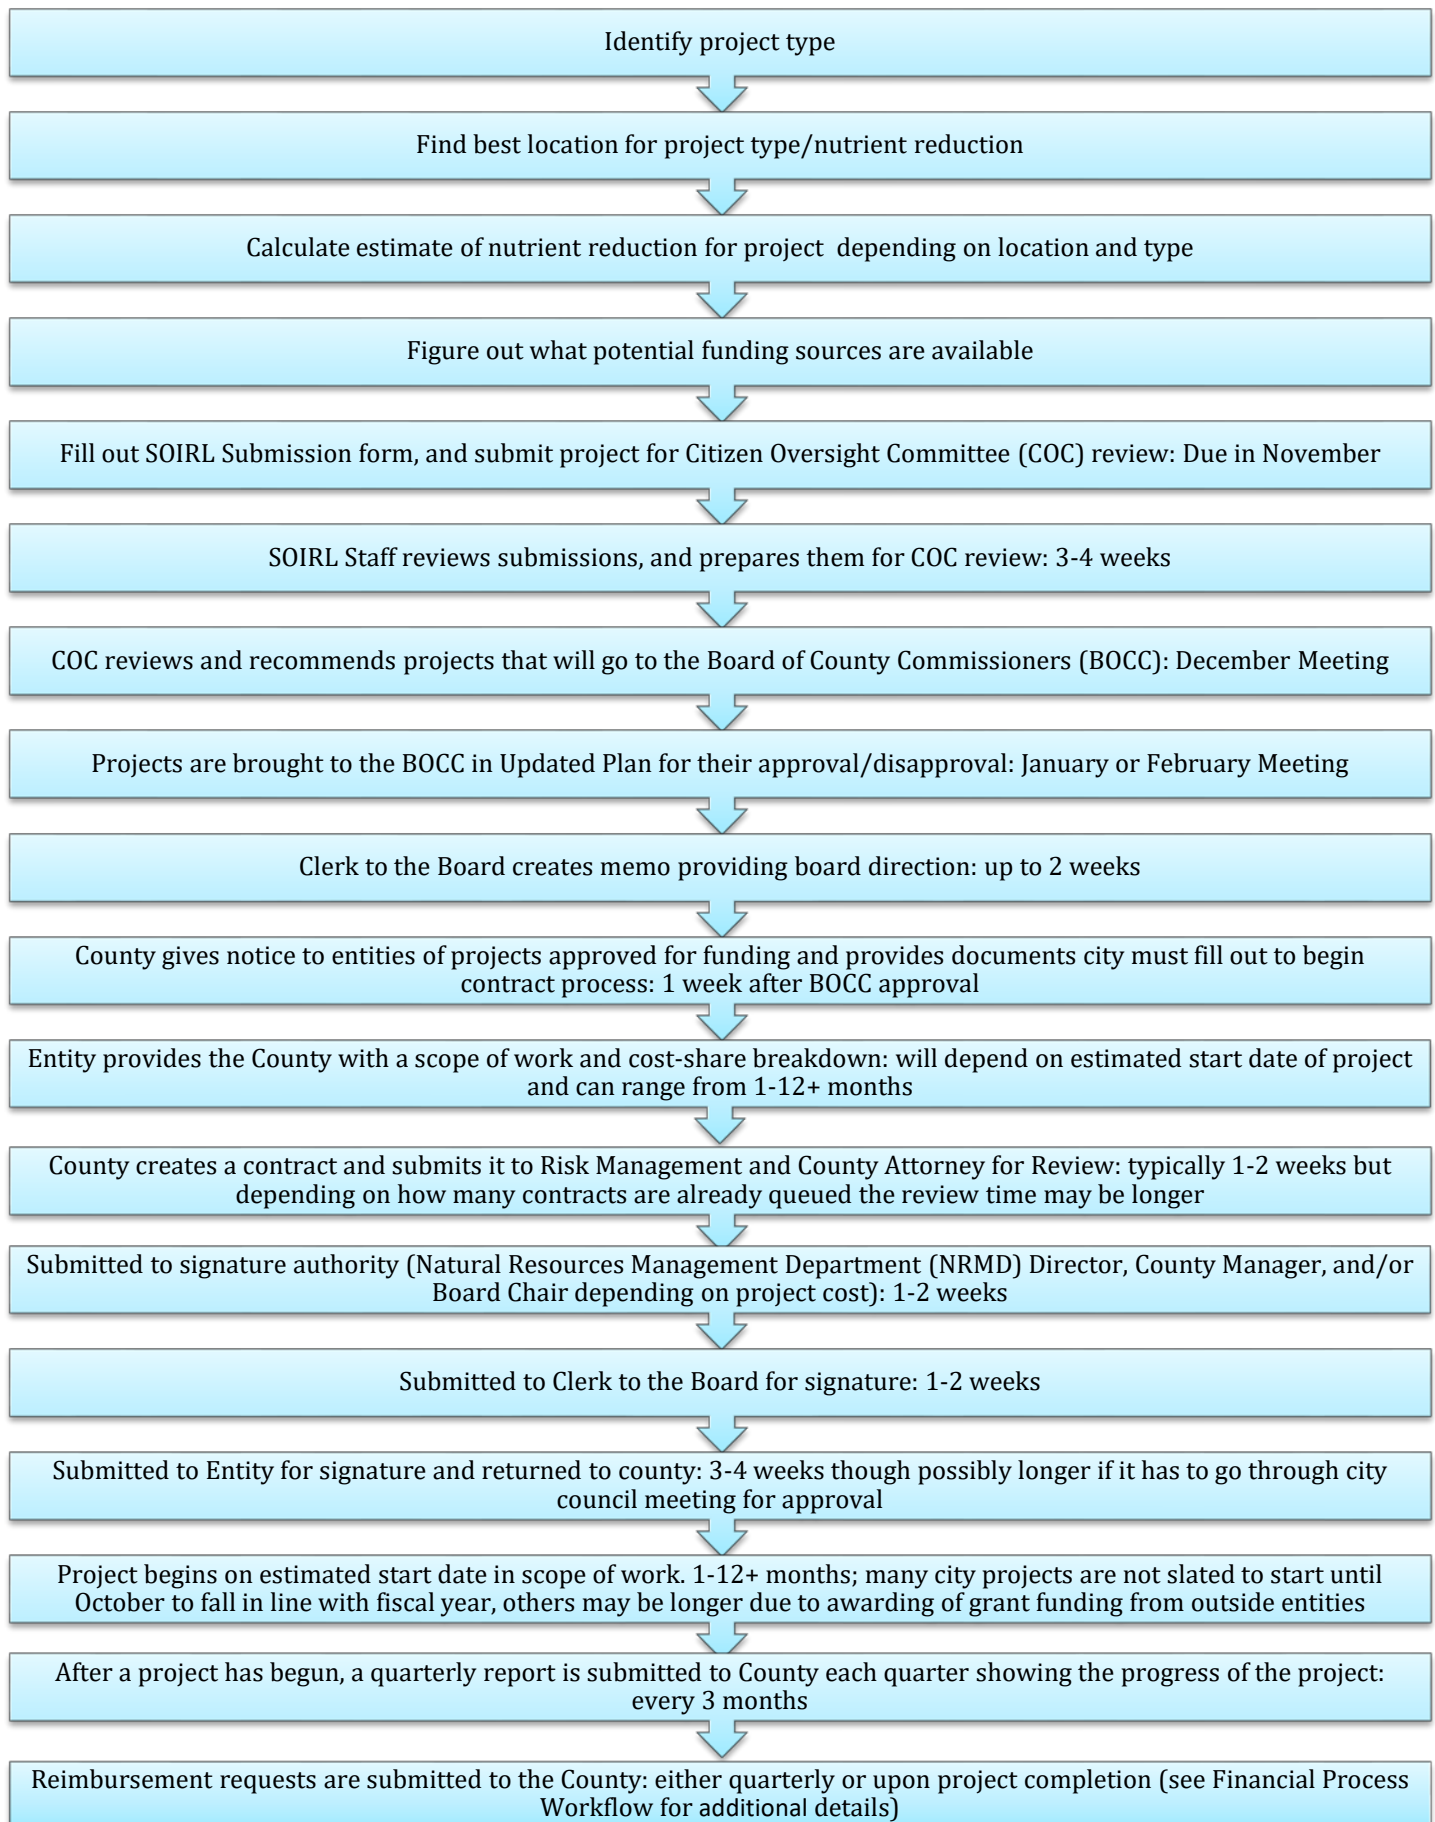 Identify project type
Find best location for project type/nutrient reduction
Calculate estimate of nutrient reduction for project  depending on location and type
Figure out what potential funding sources are available
Fill out SOIRL Submission form, and submit project for Citizen Oversight Committee (COC) review: Due in November
SOIRL Staff reviews submissions, and prepares them for COC review: 3-4 weeks
COC reviews and recommends projects that will go to the Board of County Commissioners (BOCC): December Meeting
Projects are brought to the BOCC in Updated Plan for their approval/disapproval: January or February Meeting
Clerk to the Board creates memo providing board direction: up to 2 weeks
County gives notice to entities of projects approved for funding and provides documents city must fill out to begin
contract process: 1 week after BOCC approval
Entity provides the County with a scope of work and cost-share breakdown: will depend on estimated start date of project
and can range from 1-12+ months
County creates a contract and submits it to Risk Management and County Attorney for Review: typically 1-2 weeks but
depending on how many contracts are already queued the review time may be longer
Submitted to signature authority (Natural Resources Management Department (NRMD) Director, County Manager, and/or
Board Chair depending on project cost): 1-2 weeks
Submitted to Clerk to the Board for signature: 1-2 weeks
Submitted to Entity for signature and returned to county: 3-4 weeks though possibly longer if it has to go through city
council meeting for approval
Project begins on estimated start date in scope of work. 1-12+ months; many city projects are not slated to start until
October to fall in line with fiscal year, others may be longer due to awarding of grant funding from outside entities
After a project has begun, a quarterly report is submitted to County each quarter showing the progress of the project:
every 3 months
Reimbursement requests are submitted to the County: either quarterly or upon project completion (see Financial Process
Workflow for additional details)